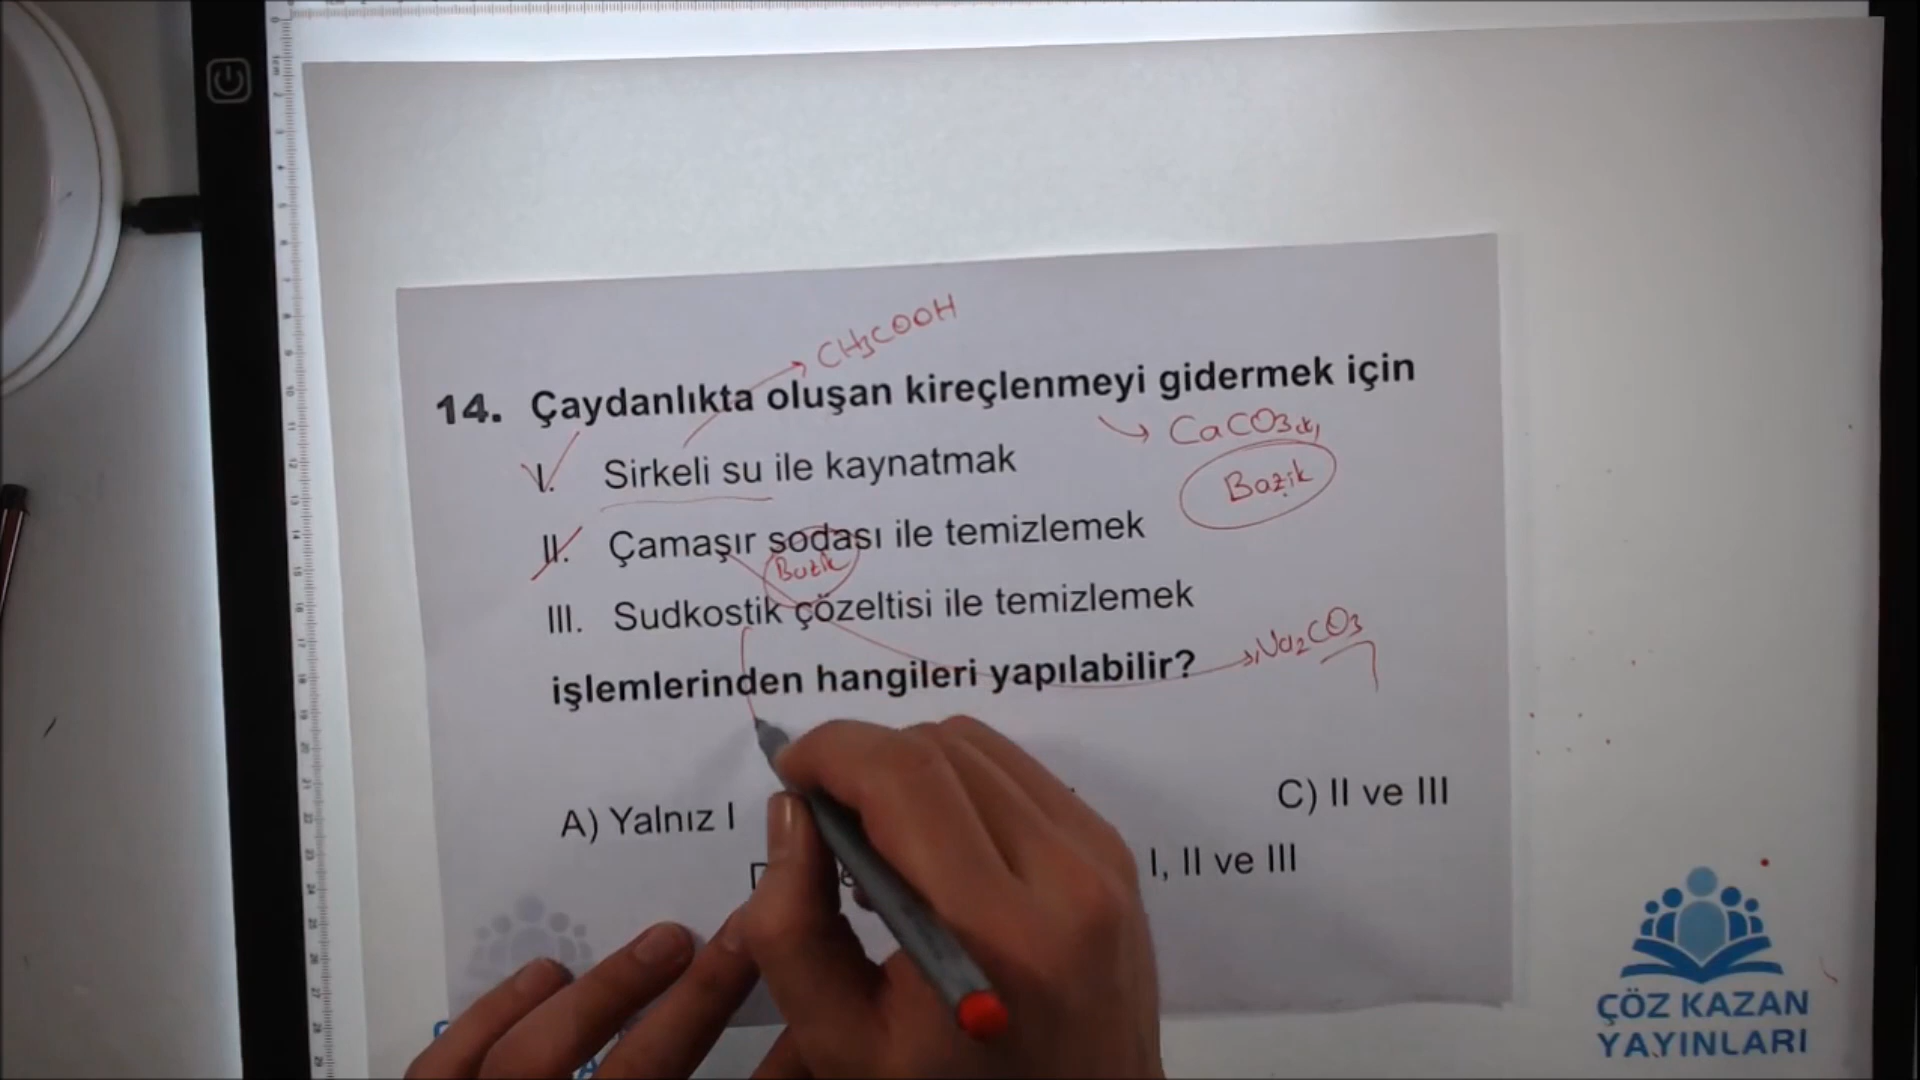 CH3COOH
14. Çaydanlıkta oluşan kireçlenmeyi gidermek için
CaCO3(k)
I. Sirkeli su ile kaynatmak
Bazik
II. Çamaşır sodası ile temizlemek
Bazik
III. Sudkostik çözeltisi ile temizlemek
Na2CO3
işlemlerinden hangileri yapılabilir?
A) Yalnız I
C) II ve III
I, II ve III
ÇÖZ KAZAN
YAYINLARI